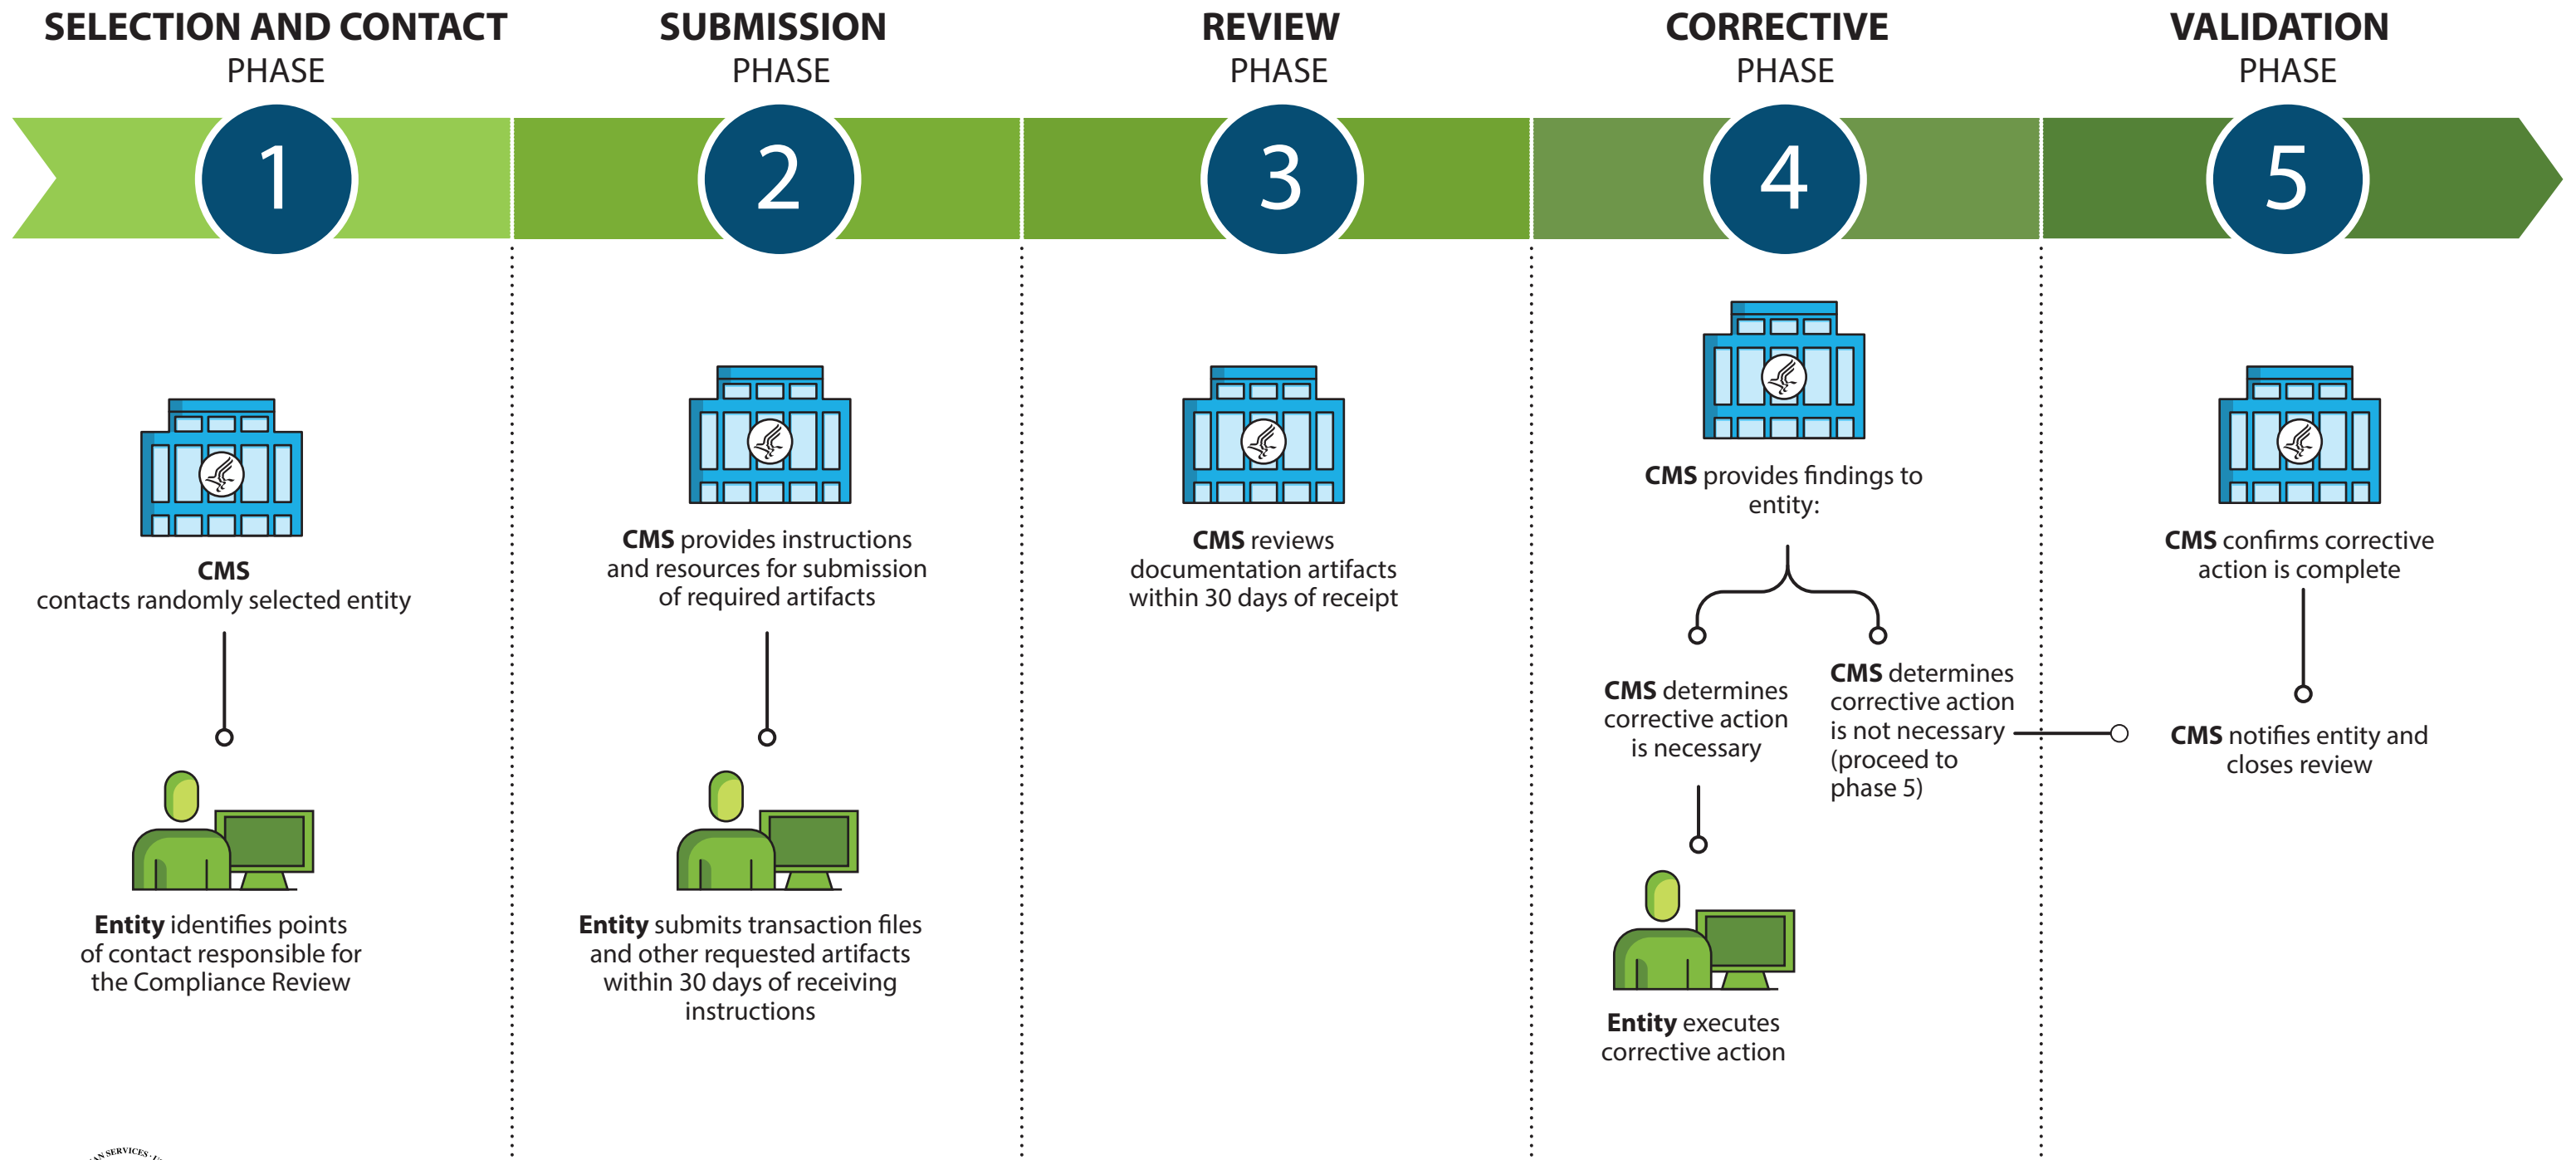 SELECTION AND CONTACT
PHASE
SUBMISSION
PHASE
REVIEW
PHASE
CORRECTIVE
PHASE
VALIDATION
PHASE
1
2
3
4
5
CMS
contacts randomly selected entity
Entity identifies points
of contact responsible for
the Compliance Review
CMS provides instructions
and resources for submission
of required artifacts
Entity submits transaction files
and other requested artifacts
within 30 days of receiving
instructions
CMS reviews
documentation artifacts
within 30 days of receipt
CMS provides findings to
entity:
CMS determines
corrective action
is necessary
Entity executes
corrective action
CMS determines
corrective action
is not necessary
(proceed to
phase 5)
CMS confirms corrective
action is complete
CMS notifies entity and
closes review
SERVICES